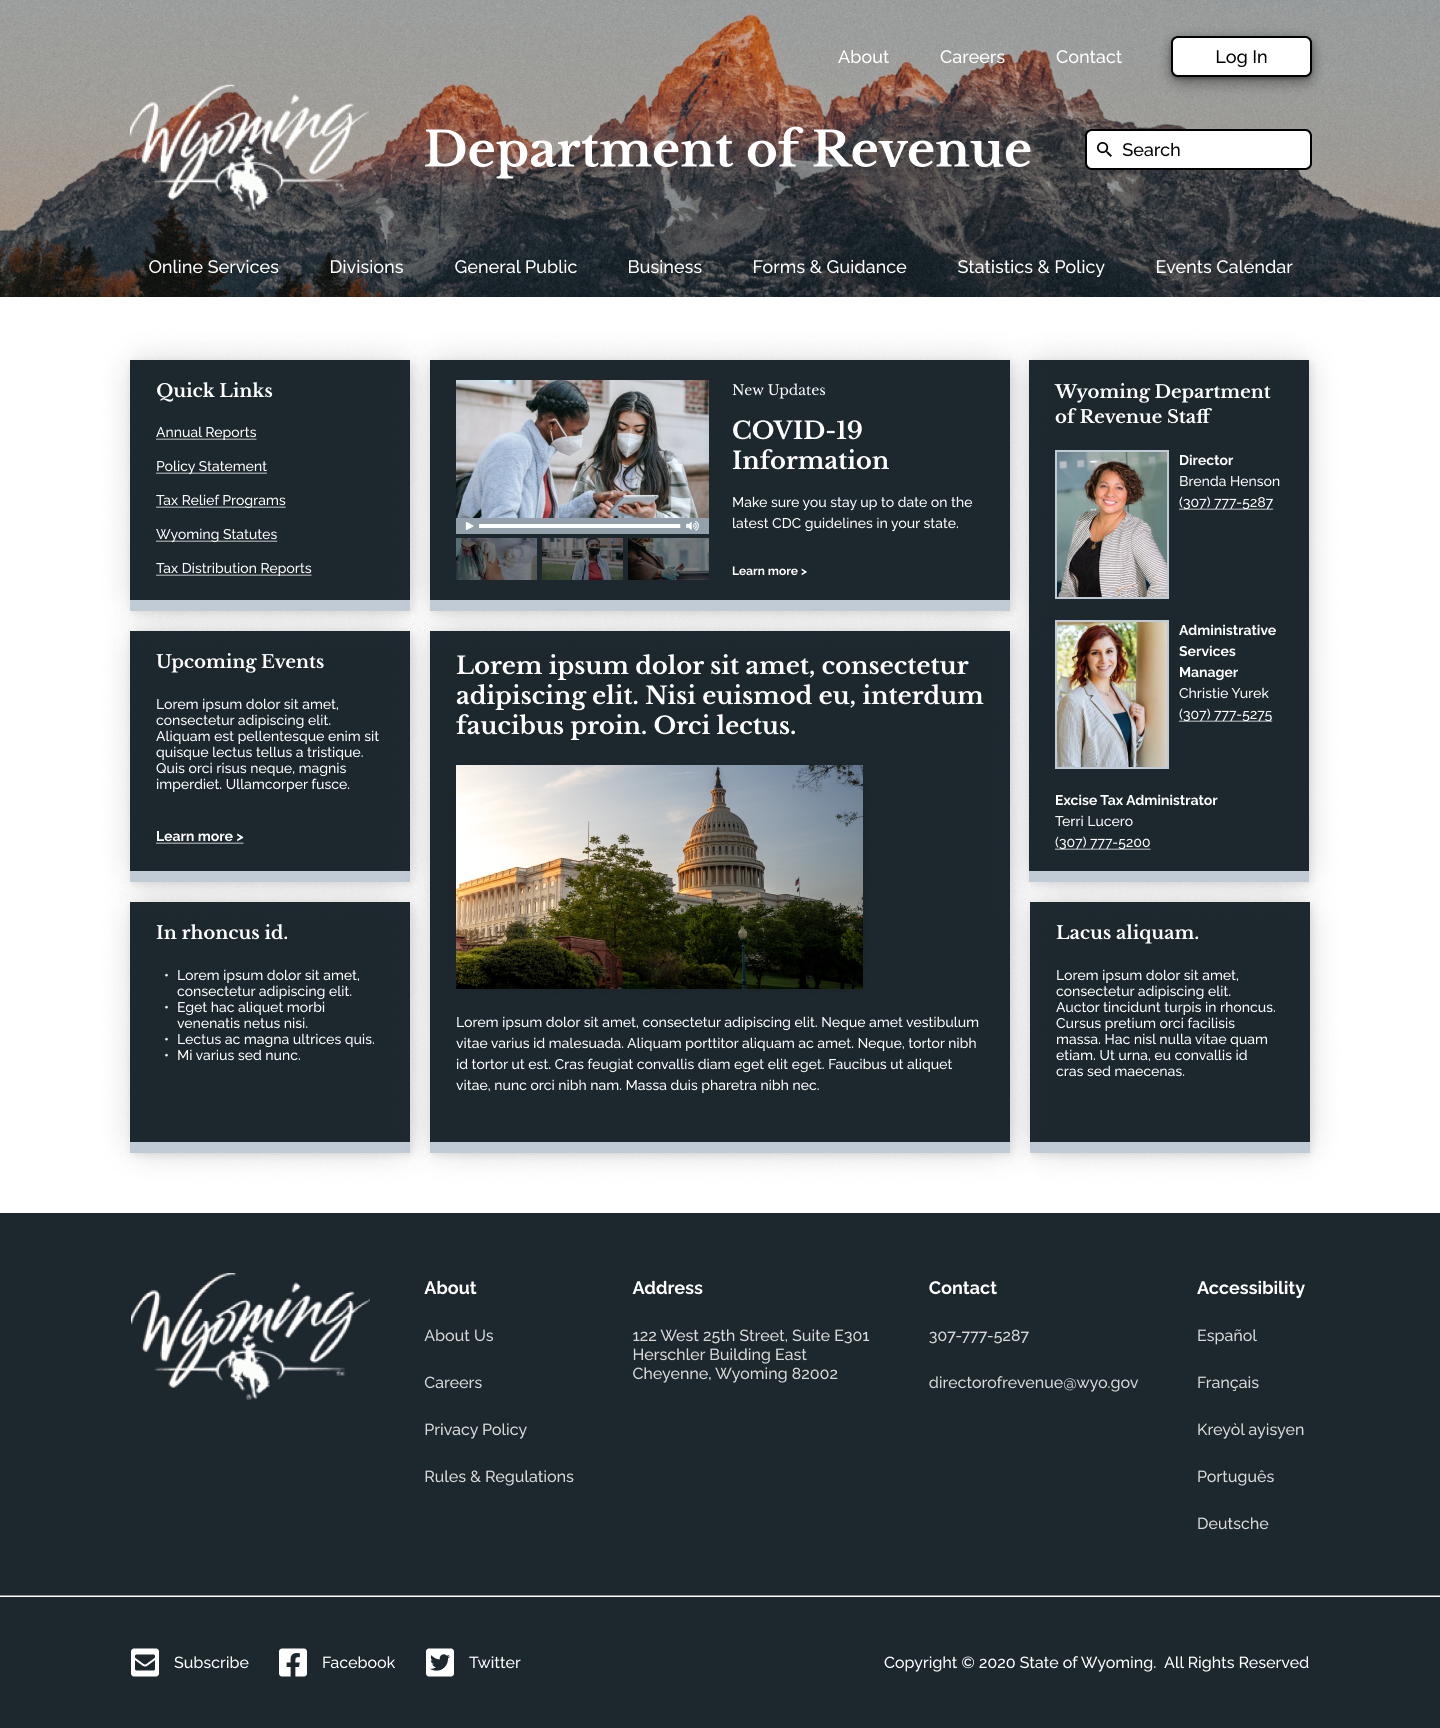 About
Careers
Contact
Log In
Wyoming
Department of Revenue
Search
Online Services
Divisions
General Public
Business
Forms & Guidance
Statistics & Policy
Events Calendar
Quick Links
Annual Reports
Policy Statement
Tax Relief Programs
Wyoming Statutes
Tax Distribution Reports
New Updates
COVID-19
Information
Make sure you stay up to date on the
latest CDC guidelines in your state.
Learn more >
Wyoming Department
of Revenue Staff
Director
Brenda Henson
(307) 777-5287
Administrative
Services
Manager
Christie Yurek
(307) 777-5275
Excise Tax Administrator
Terri Lucero
(307) 777-5200
Upcoming Events
Lorem ipsum dolor sit amet,
consectetur adipiscing elit.
Aliquam est pellentesque enim sit
quisque lectus tellus a tristique.
Quis orci risus neque, magnis
imperdiet. Ullamcorper fusce.
Learn more >
Lorem ipsum dolor sit amet, consectetur
adipiscing elit. Nisi euismod eu, interdum
faucibus proin. Orci lectus.
Lorem ipsum dolor sit amet, consectetur adipiscing elit. Neque amet vestibulum
vitae varius id malesuada. Aliquam porttitor aliquam ac amet. Neque, tortor nibh
id tortor ut est. Cras feugiat convallis diam eget elit eget. Faucibus ut aliquet
vitae, nunc orci nibh nam. Massa duis pharetra nibh nec.
In rhoncus id.
• Lorem ipsum dolor sit amet,
consectetur adipiscing elit.
• Eget hac aliquet morbi
venenatis netus nisi.
• Lectus ac magna ultrices quis.
• Mi varius sed nunc.
Lacus aliquam.
Lorem ipsum dolor sit amet,
consectetur adipiscing elit.
Auctor tincidunt turpis in rhoncus.
Cursus pretium orci facilisis
massa. Hac nisl nulla vitae quam
etiam. Ut urna, eu convallis id
cras sed maecenas.
Wyoming
About
About Us
Careers
Privacy Policy
Rules & Regulations
Address
122 West 25th Street, Suite E301
Herschler Building East
Cheyenne, Wyoming 82002
Contact
307-777-5287
directorofrevenue@wyo.gov
Accessibility
Español
Français
Kreyòl ayisyen
Português
Deutsche
Subscribe
Facebook
Twitter
Copyright © 2020 State of Wyoming. All Rights Reserved